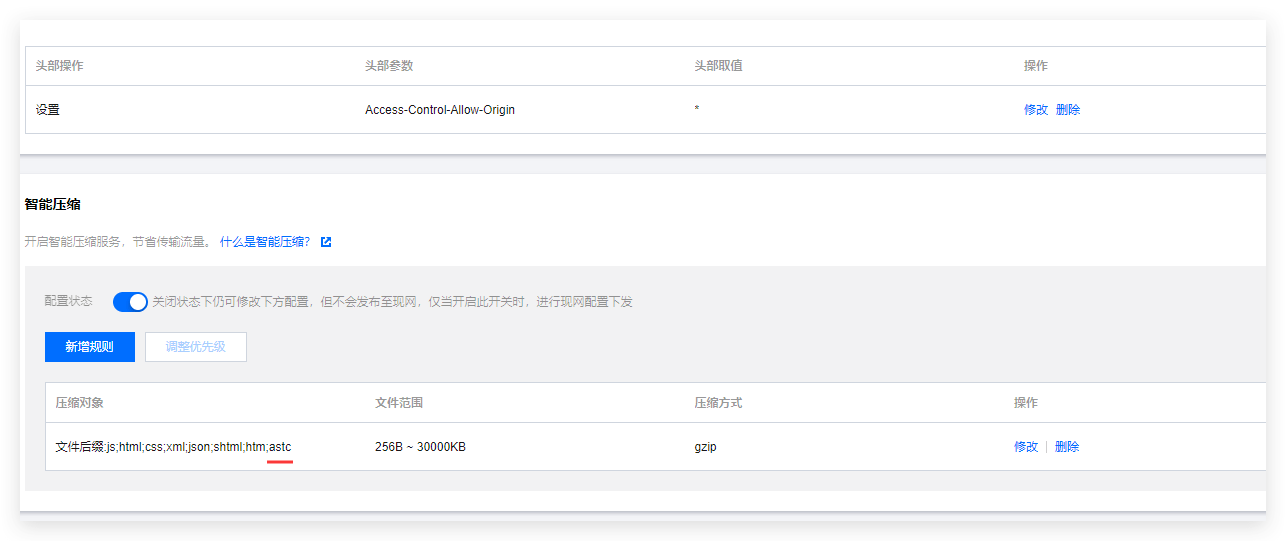 头部操作 头部参数 头部取值 操作
设置 Access-Control-Allow-Origin * 修改 删除
智能压缩
开启智能压缩服务，节省传输流量。 什么是智能压缩？
配置状态 关闭状态下仍可修改下方配置，但不会发布至现网，仅当开启此开关时，进行现网配置下发
新增规则 调整优先级
压缩对象 文件范围 压缩方式 操作
文件后缀:js;html;css;xml;json;shtml;htm;astc 256B ~ 30000KB gzip 修改 | 删除